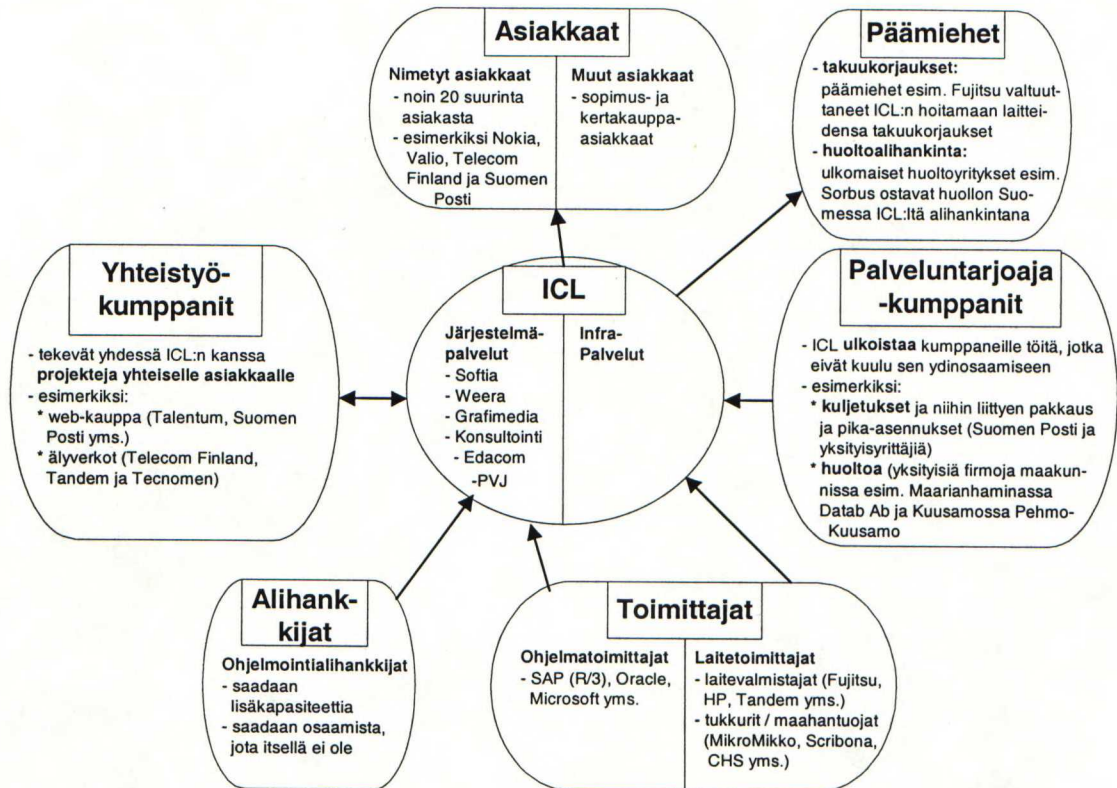 Asiakkaat
Nimetyt asiakkaat
- noin 20 suurinta
asiakasta
- esimerkiksi Nokia,
Valio, Telecom
Finland ja Suomen
Posti
Muut asiakkaat
- sopimus- ja
kertakauppa-
asiakkaat
Päämiehet
- takuukorjaukset:
päämiehet esim. Fujitsu valtuut-
taneet ICL:n hoitamaan laittei-
densa takuukorjaukset
- huoltoalihankinta:
ulkomaiset huoltoyritykset esim.
Sorbus ostavat huollon Suo-
messa ICL:ltä alihankintana
Yhteistyö-
kumppanit
- tekevät yhdessä ICL:n kanssa
projekteja yhteiselle asiakkaalle
- esimerkiksi:
* web-kauppa (Talentum, Suomen
Posti yms.)
* älyverkot (Telecom Finland,
Tandem ja Tecnomen)
ICL
Järjestelmä-
palvelut
- Softia
- Weera
- Grafimedia
- Konsultointi
- Edacom
-PVJ
Infra-
Palvelut
Palveluntarjoaja
-kumppanit
- ICL ulkoistaa kumppaneille töitä, jotka
eivät kuulu sen ydinosaamiseen
- esimerkiksi:
* kuljetukset ja niihin liittyen pakkaus
ja pika-asennukset (Suomen Posti ja
yksityisyrittäjiä)
* huoltoa (yksityisiä firmoja maakun-
nissa esim. Maarianhaminassa
Datab Ab ja Kuusamossa Pehmo-
Kuusamo
Alihank-
kijat
Ohjelmointialihankkijat
- saadaan
lisäkapasiteettia
- saadaan osaamista,
jota itsellä ei ole
Toimittajat
Ohjelmatoimittajat
- SAP (R/3), Oracle,
Microsoft yms.
Laitetoimittajat
- laitevalmistajat (Fujitsu,
HP, Tandem yms.)
- tukkurit / maahantuojat
(MikroMikko, Scribona,
CHS yms.)